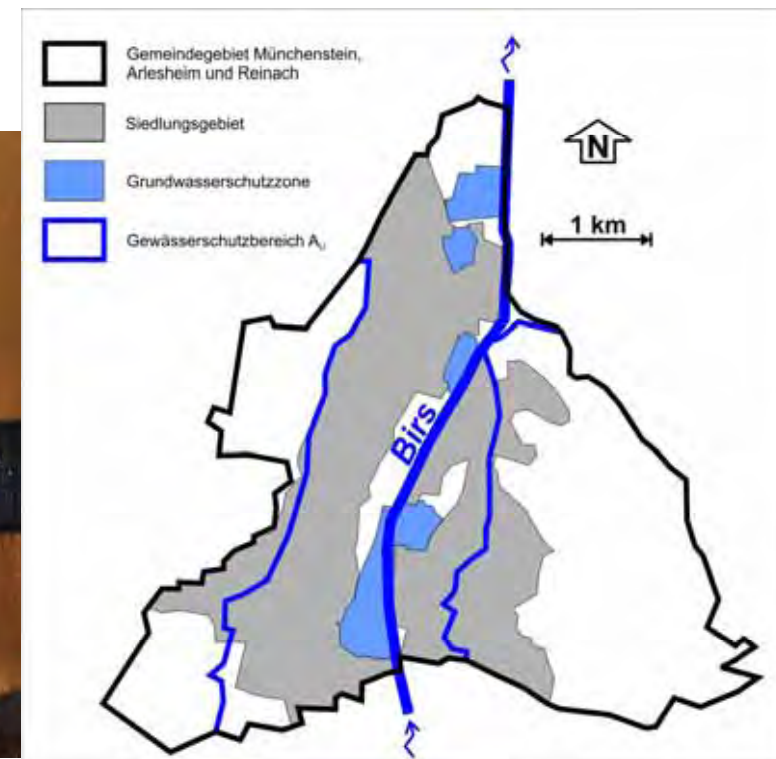 Gemeindegebiet Münchenstein,
Arlesheim und Reinach
Siedlungsgebiet
Grundwasserschutzzone
Gewässerschutzbereich Au
N
1 km
Birs